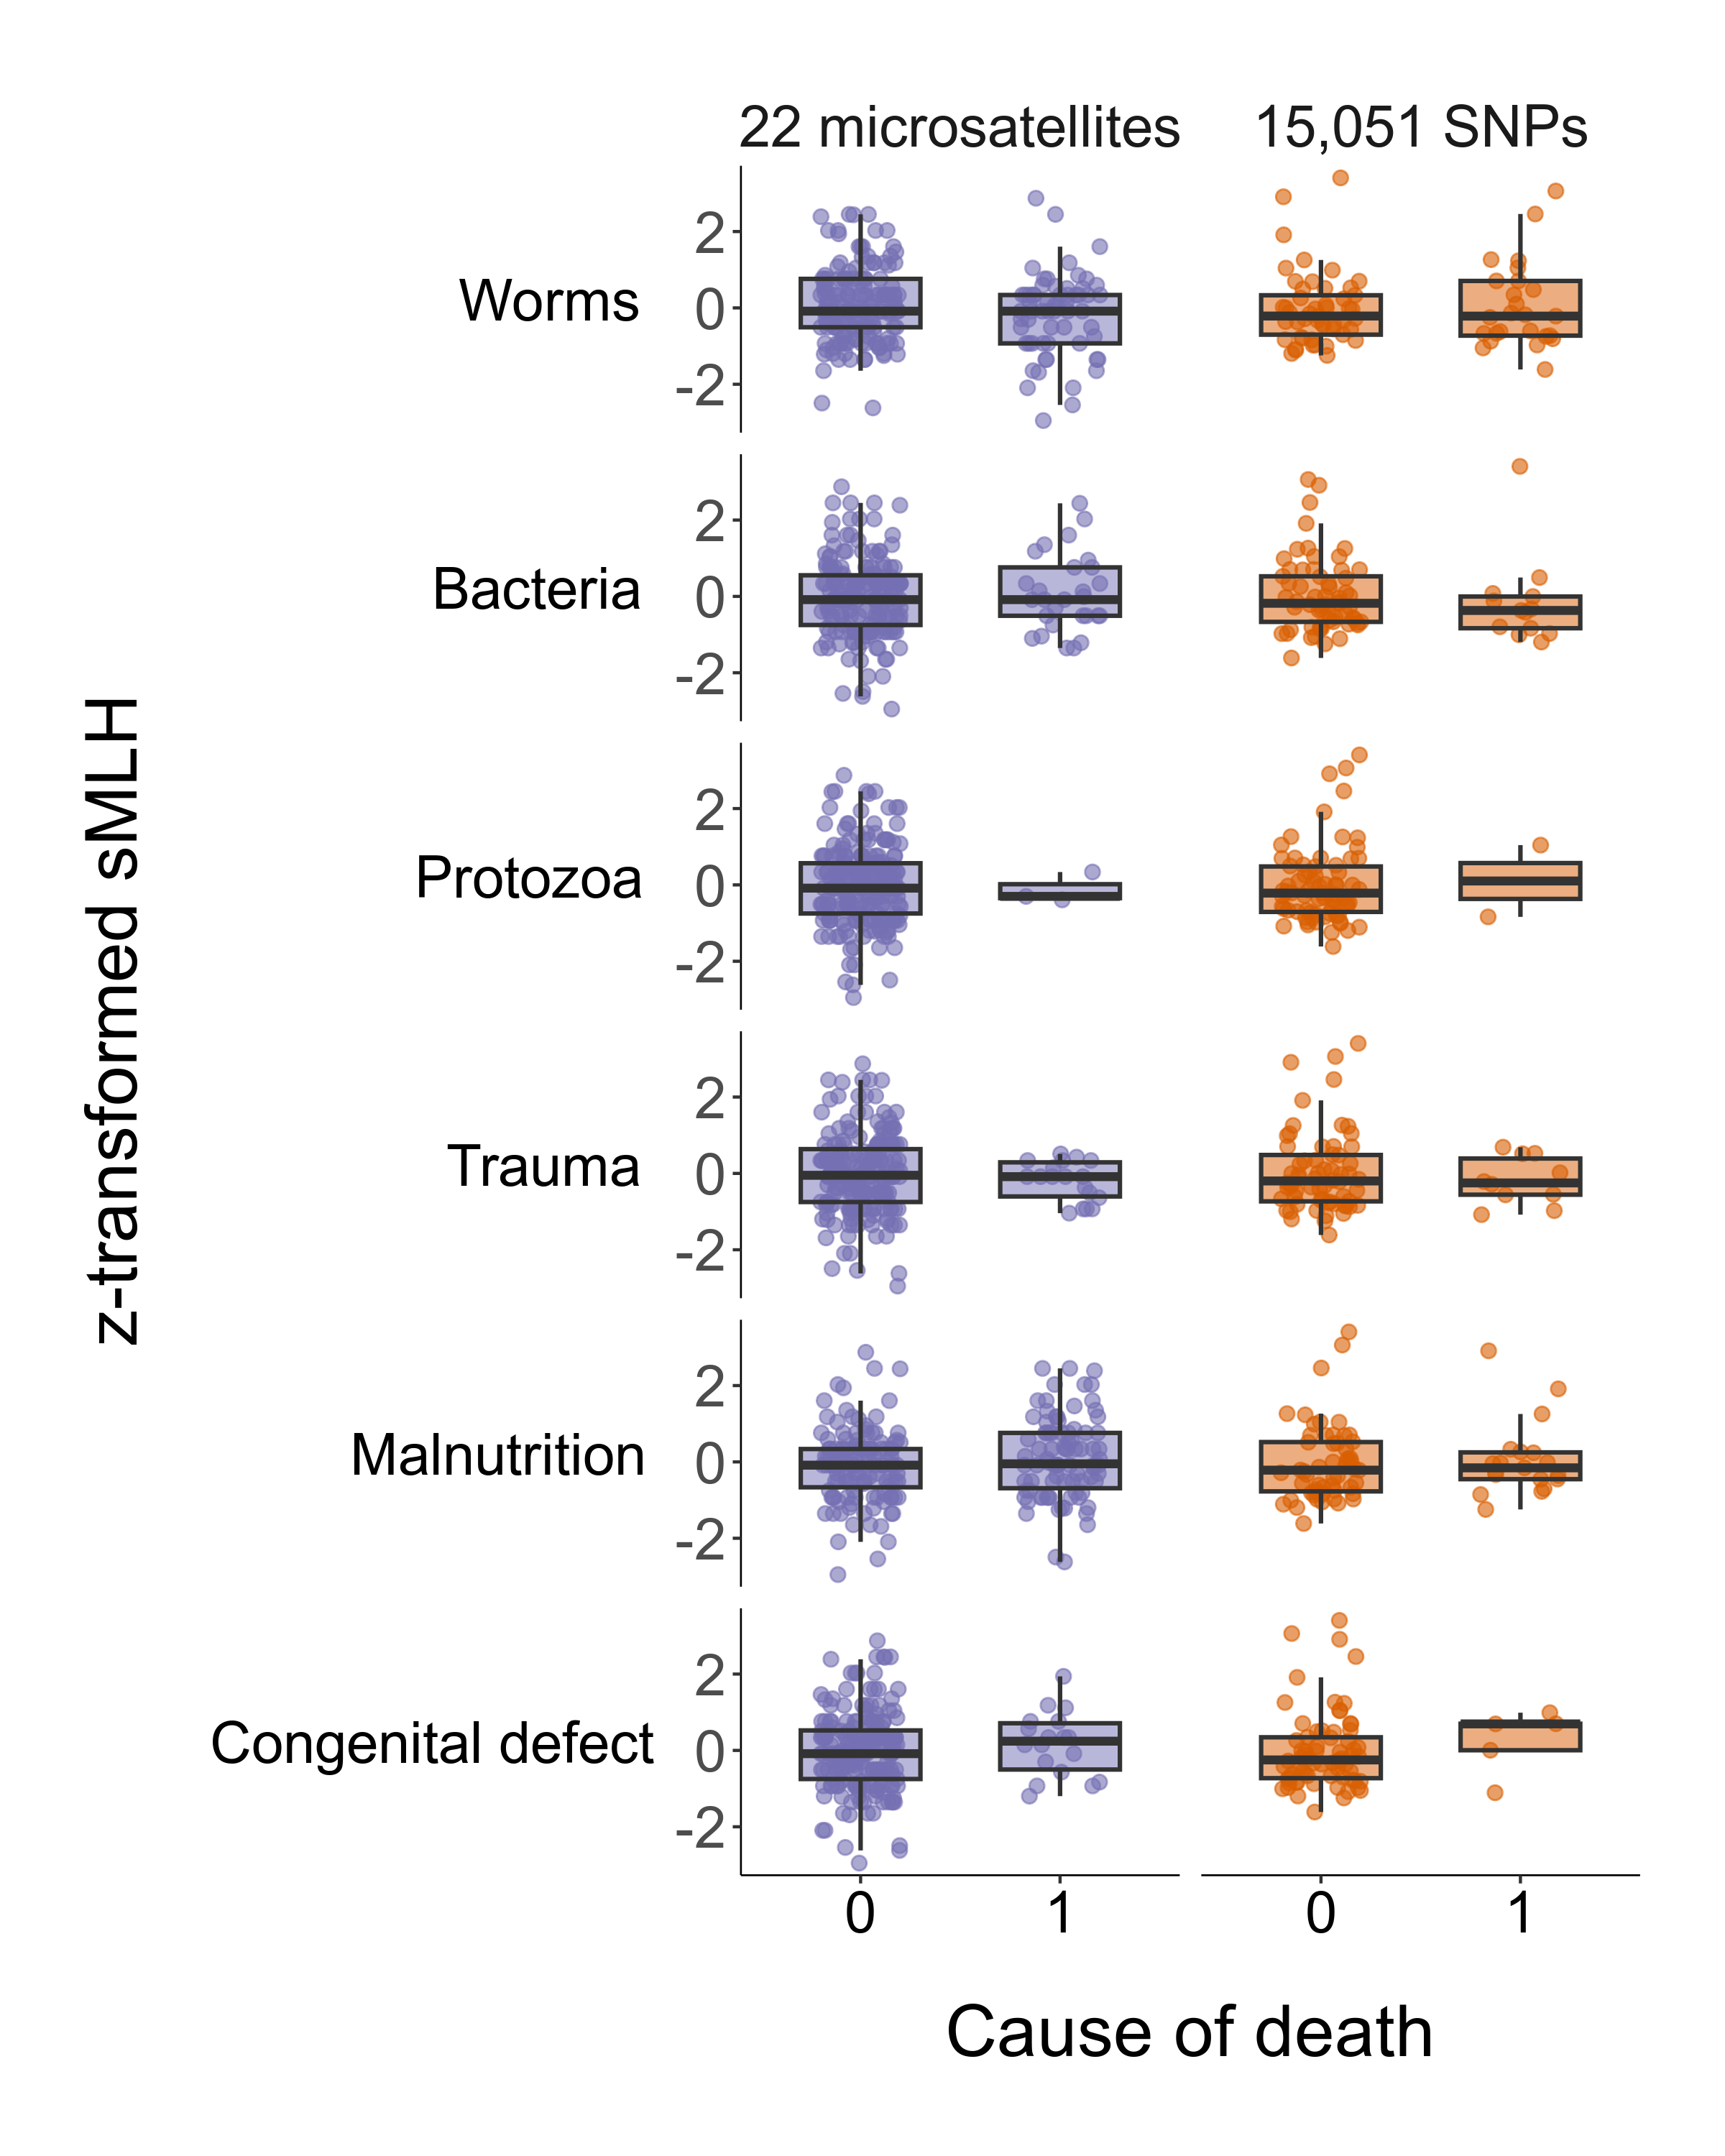 22 microsatellites
15,051 SNPs
z-transformed sMLH
Worms
2
0
-2
Bacteria
2
0
-2
Protozoa
2
0
-2
Trauma
2
0
-2
Malnutrition
2
0
-2
Congenital defect
2
0
-2
0 1 0 1
Cause of death